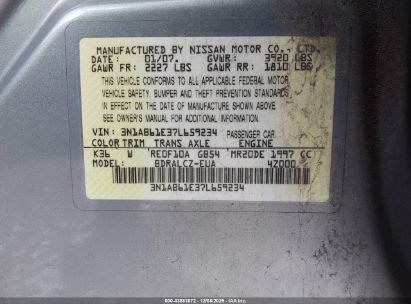 MANUFACTURED BY NISSAN MOTOR CO., LTD.
DATE: 01/07. GVWR: 3920 LBS
GAWR FR: 2227 LBS GAWR RR: 1810 LBS
THIS VEHICLE CONFORMS TO ALL APPLICABLE FEDERAL MOTOR
VEHICLE SAFETY, BUMPER AND THEFT PREVENTION STANDARDS
IN EFFECT ON THE DATE OF MANUFACTURE SHOWN ABOVE.
SEE OWNER'S MANUAL FOR ADDITIONAL INFORMATION.
VIN: 3N1AB61E37L659234 PASSENGER CAR
COLOR TRIM TRANS AXLE ENGINE
K36 W RE0F10A GB54 MR20DE 1997 CC
MODEL: BDRALCZ-EUA 4Z000
3N1AB61E37L659234